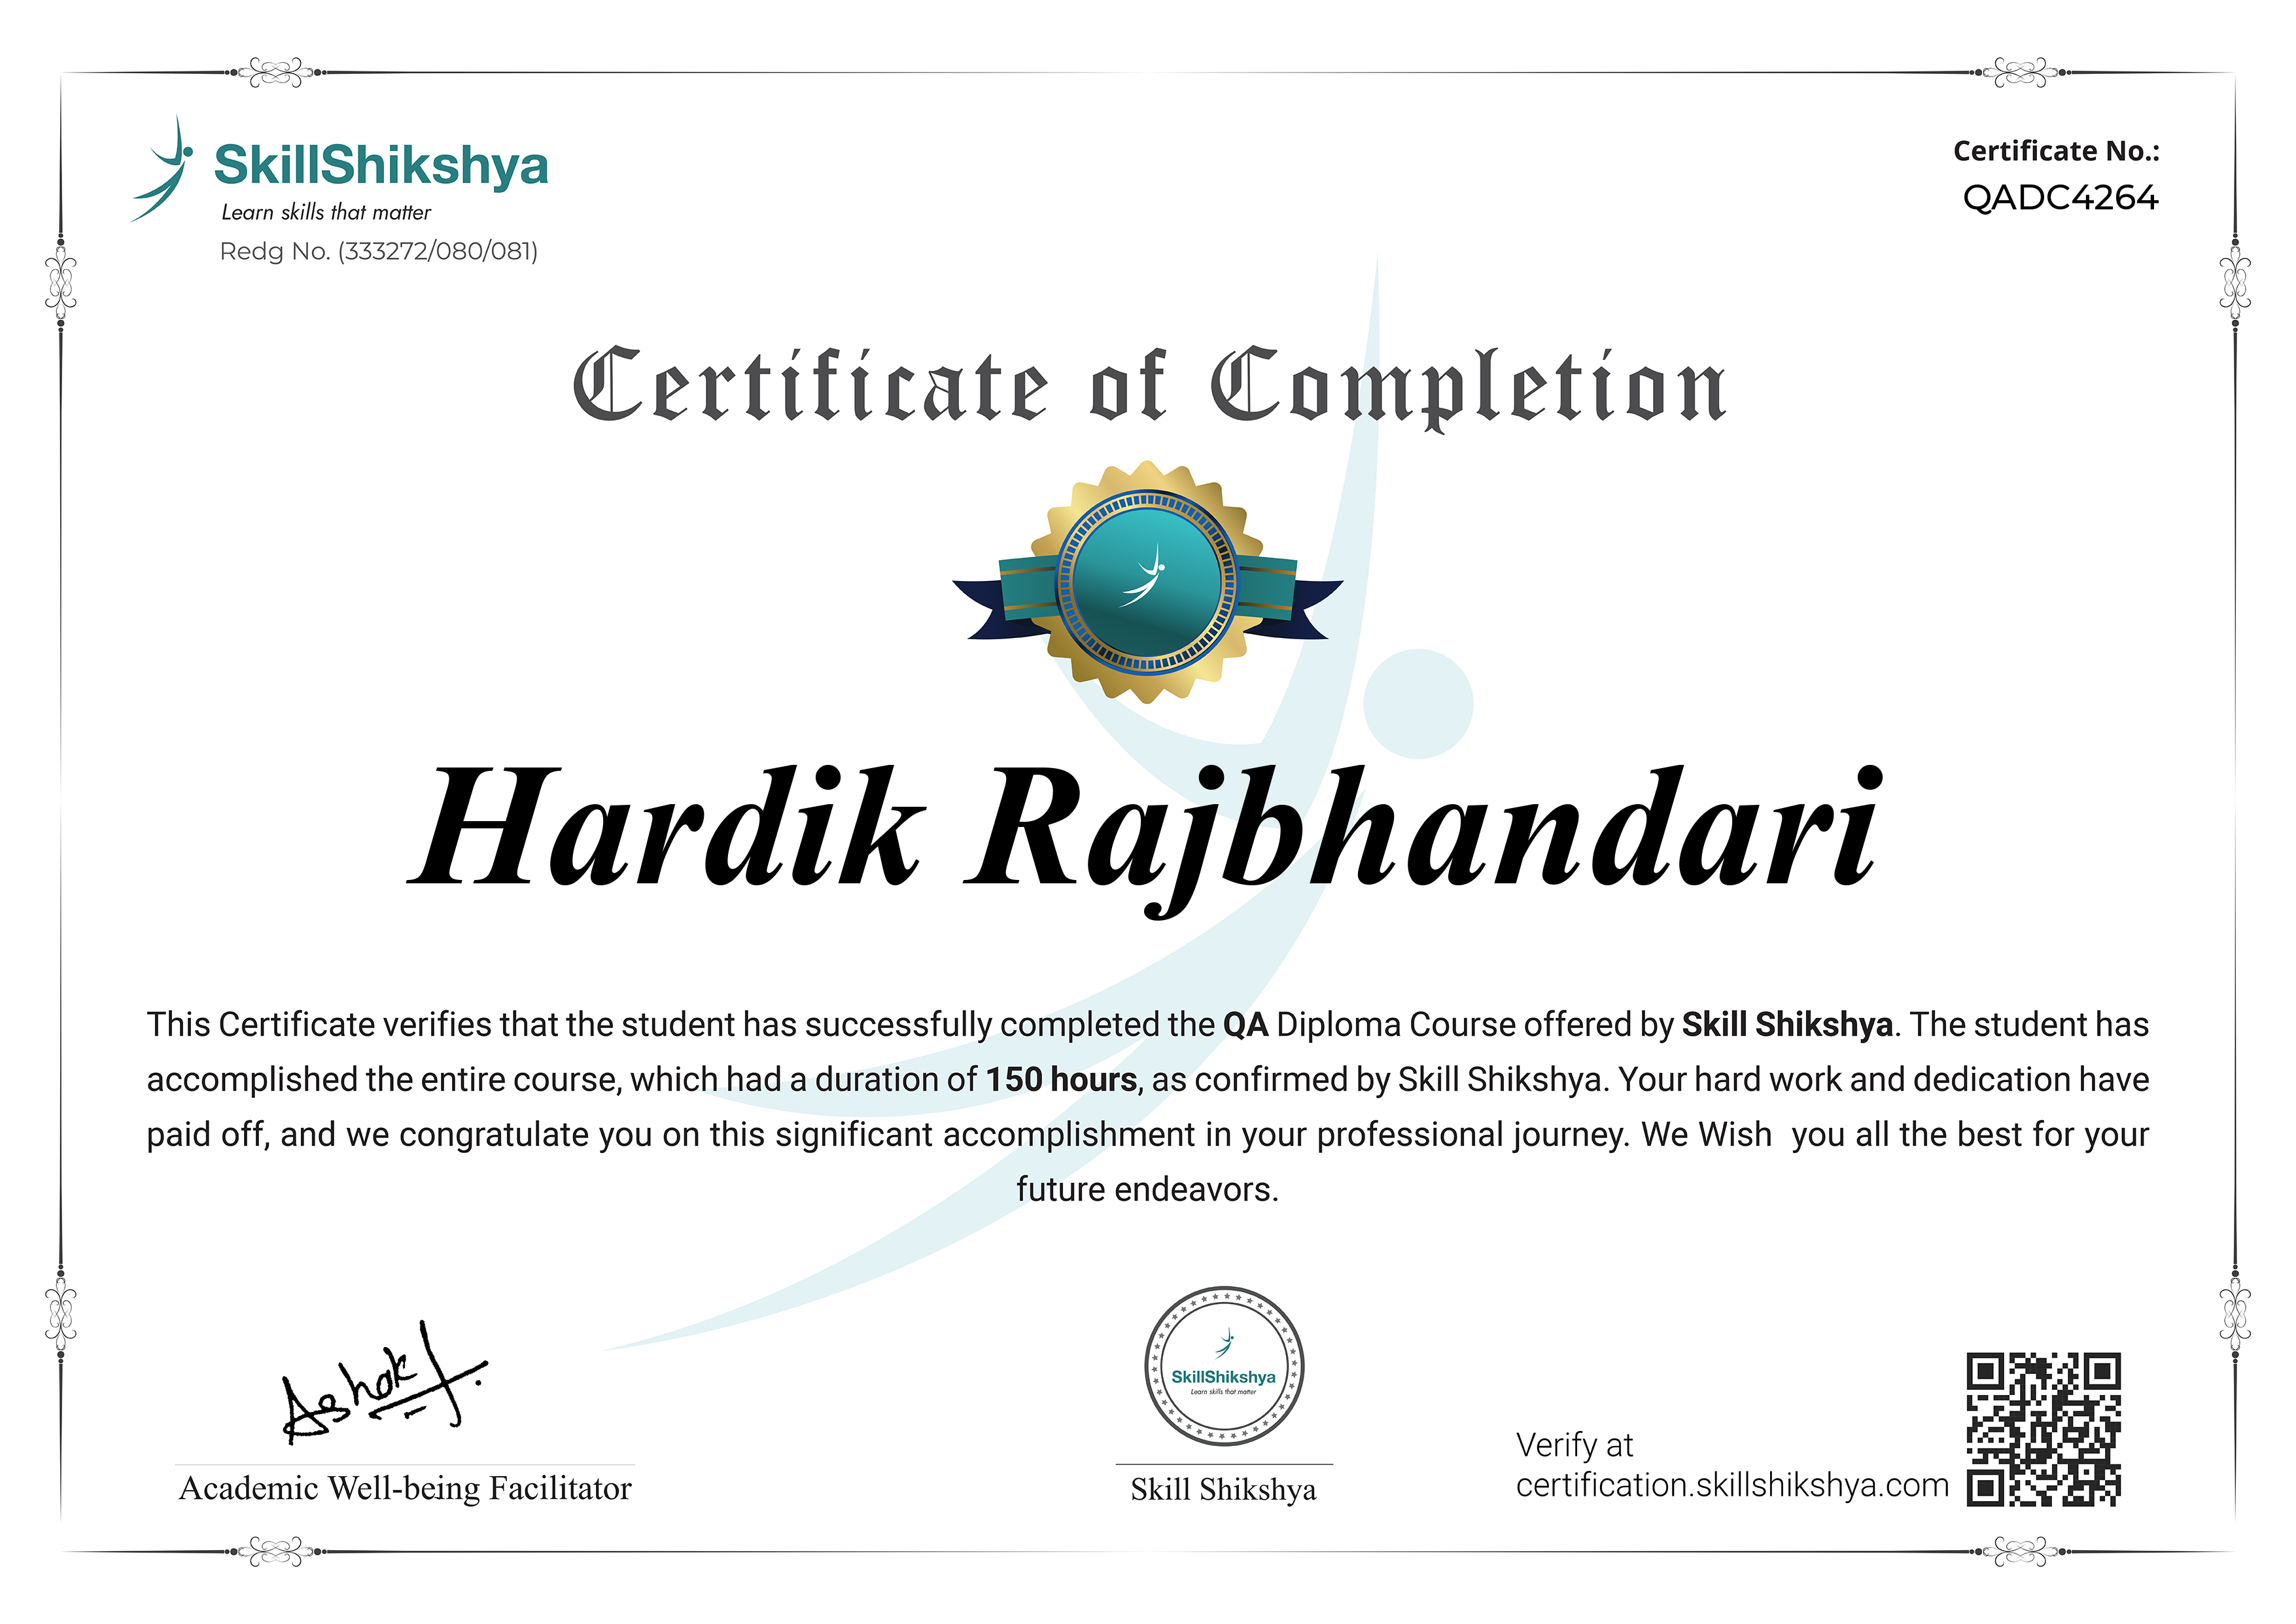 SkillShikshya
Learn skills that matter
Redg No. (333272/080/081)
Certificate No.:
QADC4264
Certificate of Completion
Hardik Rajbhandari
This Certificate verifies that the student has successfully completed the QA Diploma Course offered by Skill Shikshya. The student has
accomplished the entire course, which had a duration of 150 hours, as confirmed by Skill Shikshya. Your hard work and dedication have
paid off, and we congratulate you on this significant accomplishment in your professional journey. We Wish  you all the best for your
future endeavors.
Ashok
Academic Well-being Facilitator
SkillShikshya
Learn skills that matter
Skill Shikshya
Verify at
certification.skillshikshya.com